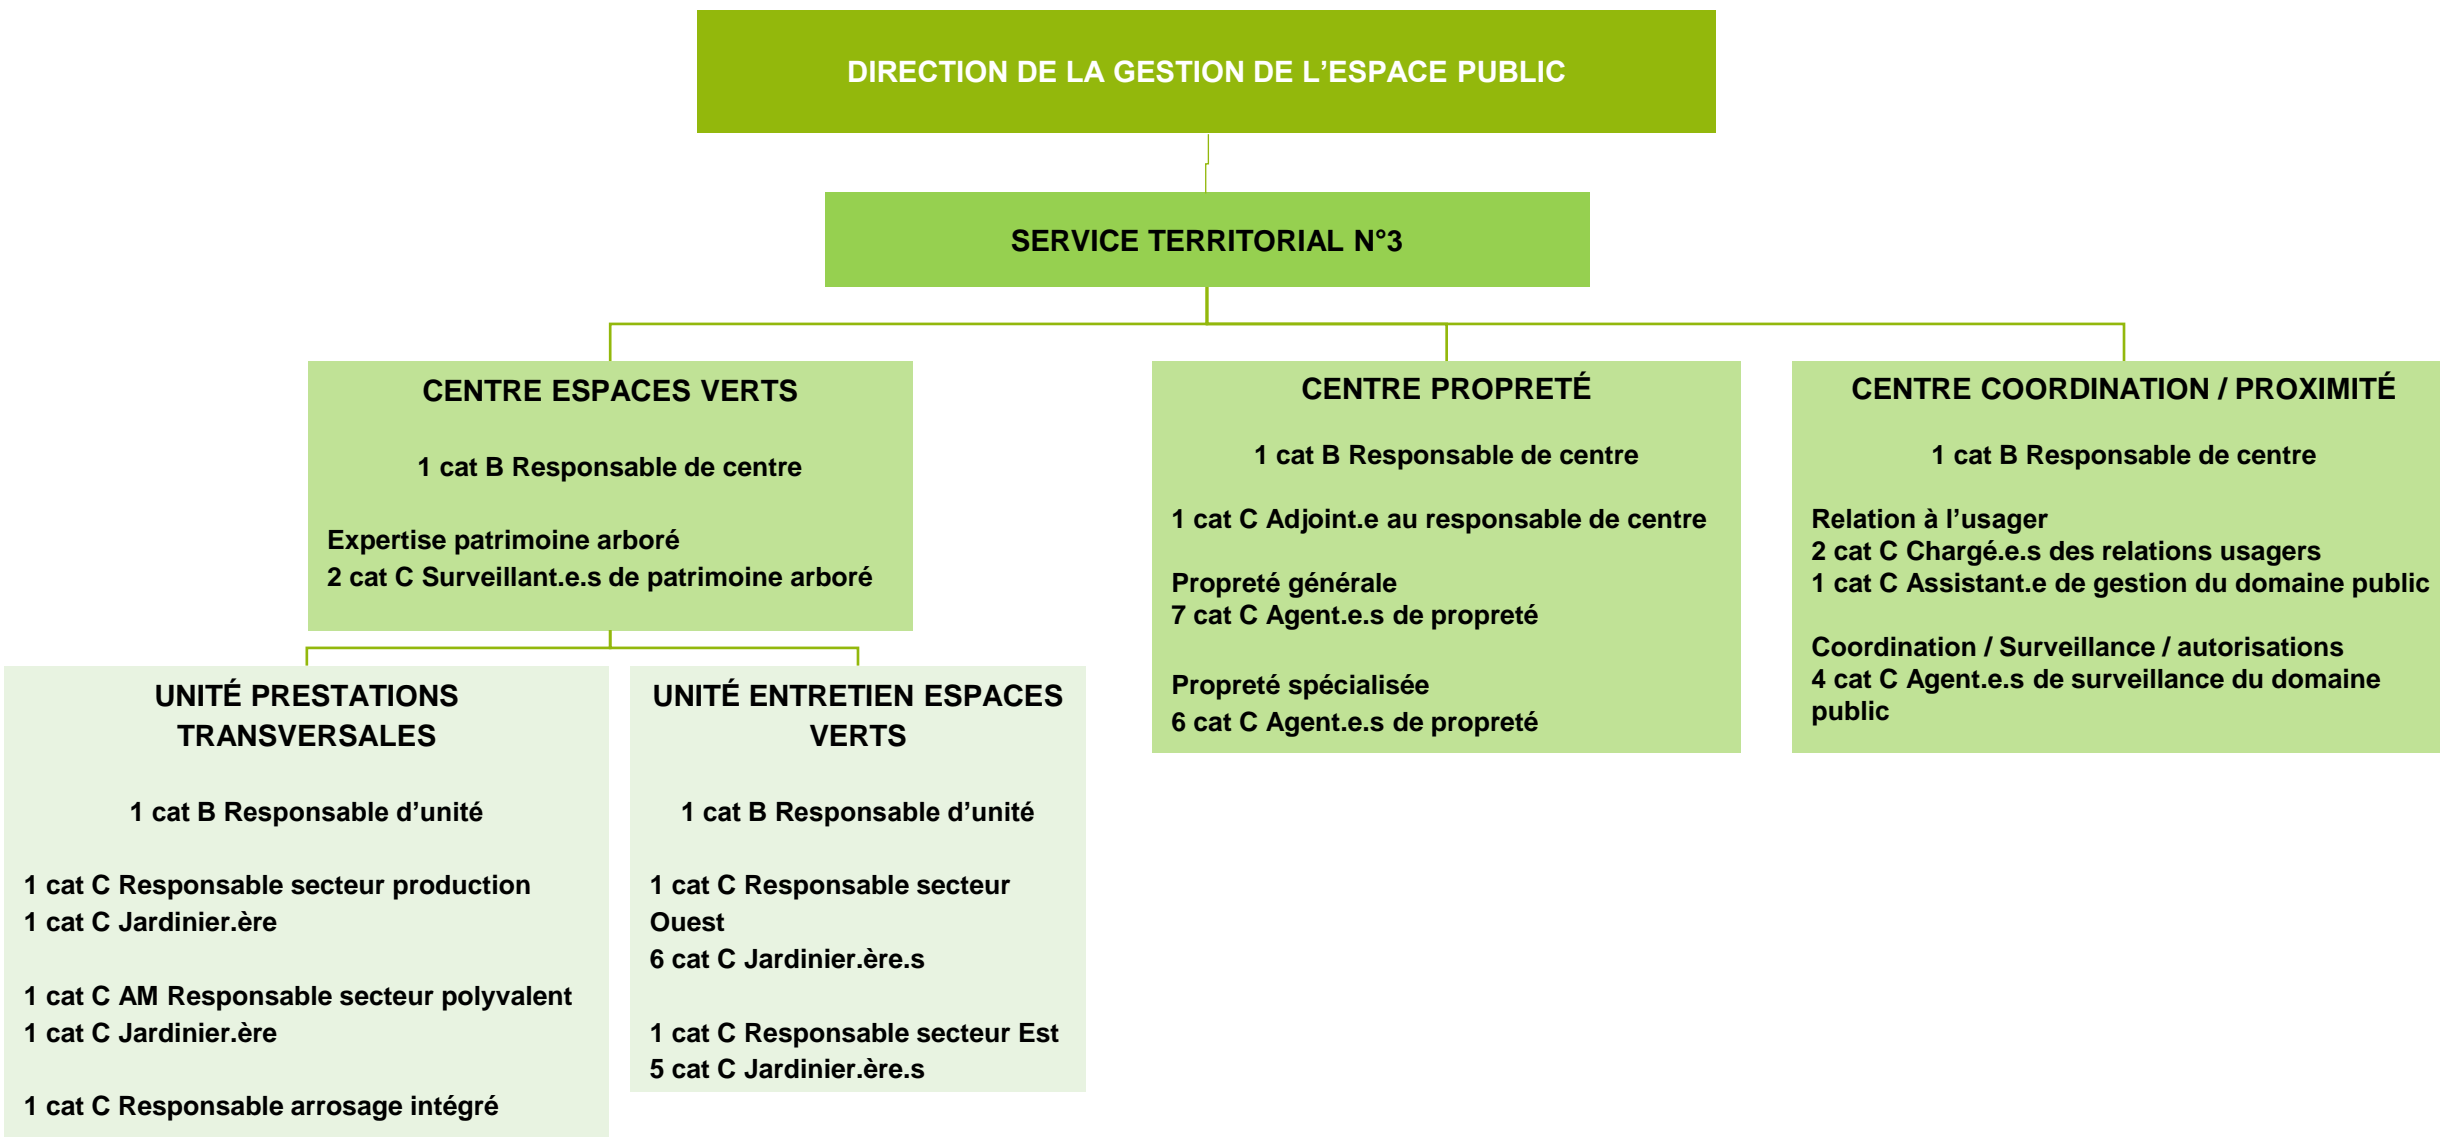 DIRECTION DE LA GESTION DE L’ESPACE PUBLIC
SERVICE TERRITORIAL N°3
CENTRE ESPACES VERTS
1 cat B Responsable de centre
Expertise patrimoine arboré
2 cat C Surveillant.e.s de patrimoine arboré
CENTRE PROPRETÉ
1 cat B Responsable de centre
1 cat C Adjoint.e au responsable de centre
Propreté générale
7 cat C Agent.e.s de propreté
Propreté spécialisée
6 cat C Agent.e.s de propreté
CENTRE COORDINATION / PROXIMITÉ
1 cat B Responsable de centre
Relation à l’usager
2 cat C Chargé.e.s des relations usagers
1 cat C Assistant.e de gestion du domaine public
Coordination / Surveillance / autorisations
4 cat C Agent.e.s de surveillance du domaine
public
UNITÉ PRESTATIONS
TRANSVERSALES
1 cat B Responsable d’unité
1 cat C Responsable secteur production
1 cat C Jardinier.ère
1 cat C AM Responsable secteur polyvalent
1 cat C Jardinier.ère
1 cat C Responsable arrosage intégré
UNITÉ ENTRETIEN ESPACES
VERTS
1 cat B Responsable d’unité
1 cat C Responsable secteur
Ouest
6 cat C Jardinier.ère.s
1 cat C Responsable secteur Est
5 cat C Jardinier.ère.s